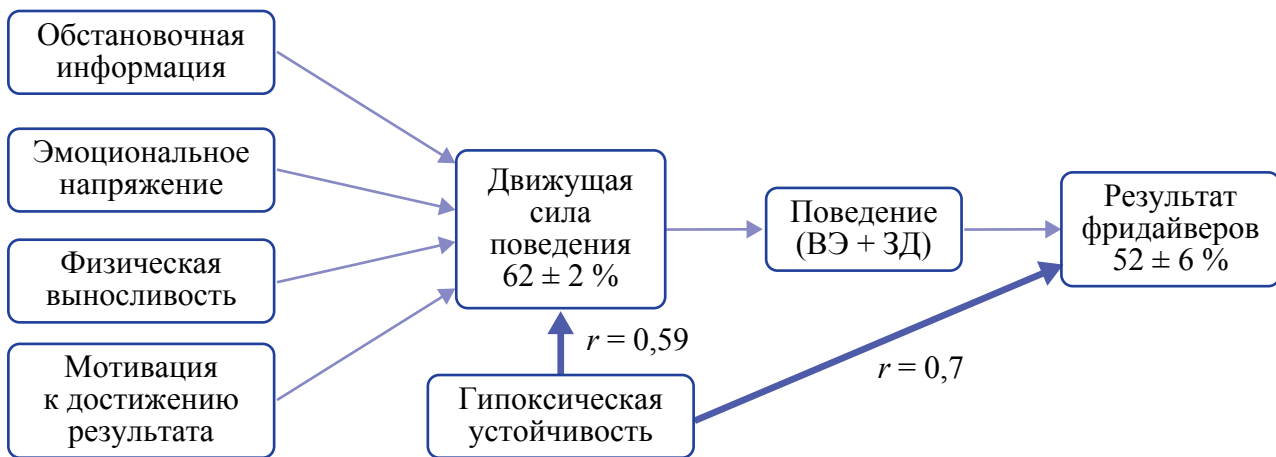 Обстановочная
информация
Эмоциональное
напряжение
Физическая
выносливость
Мотивация
к достижению
результата
Движущая
сила
поведения
62 ± 2 %
r = 0,59
Гипоксическая
устойчивость
Поведение
(ВЭ + ЗД)
r = 0,7
Результат
фридайверов
52 ± 6 %